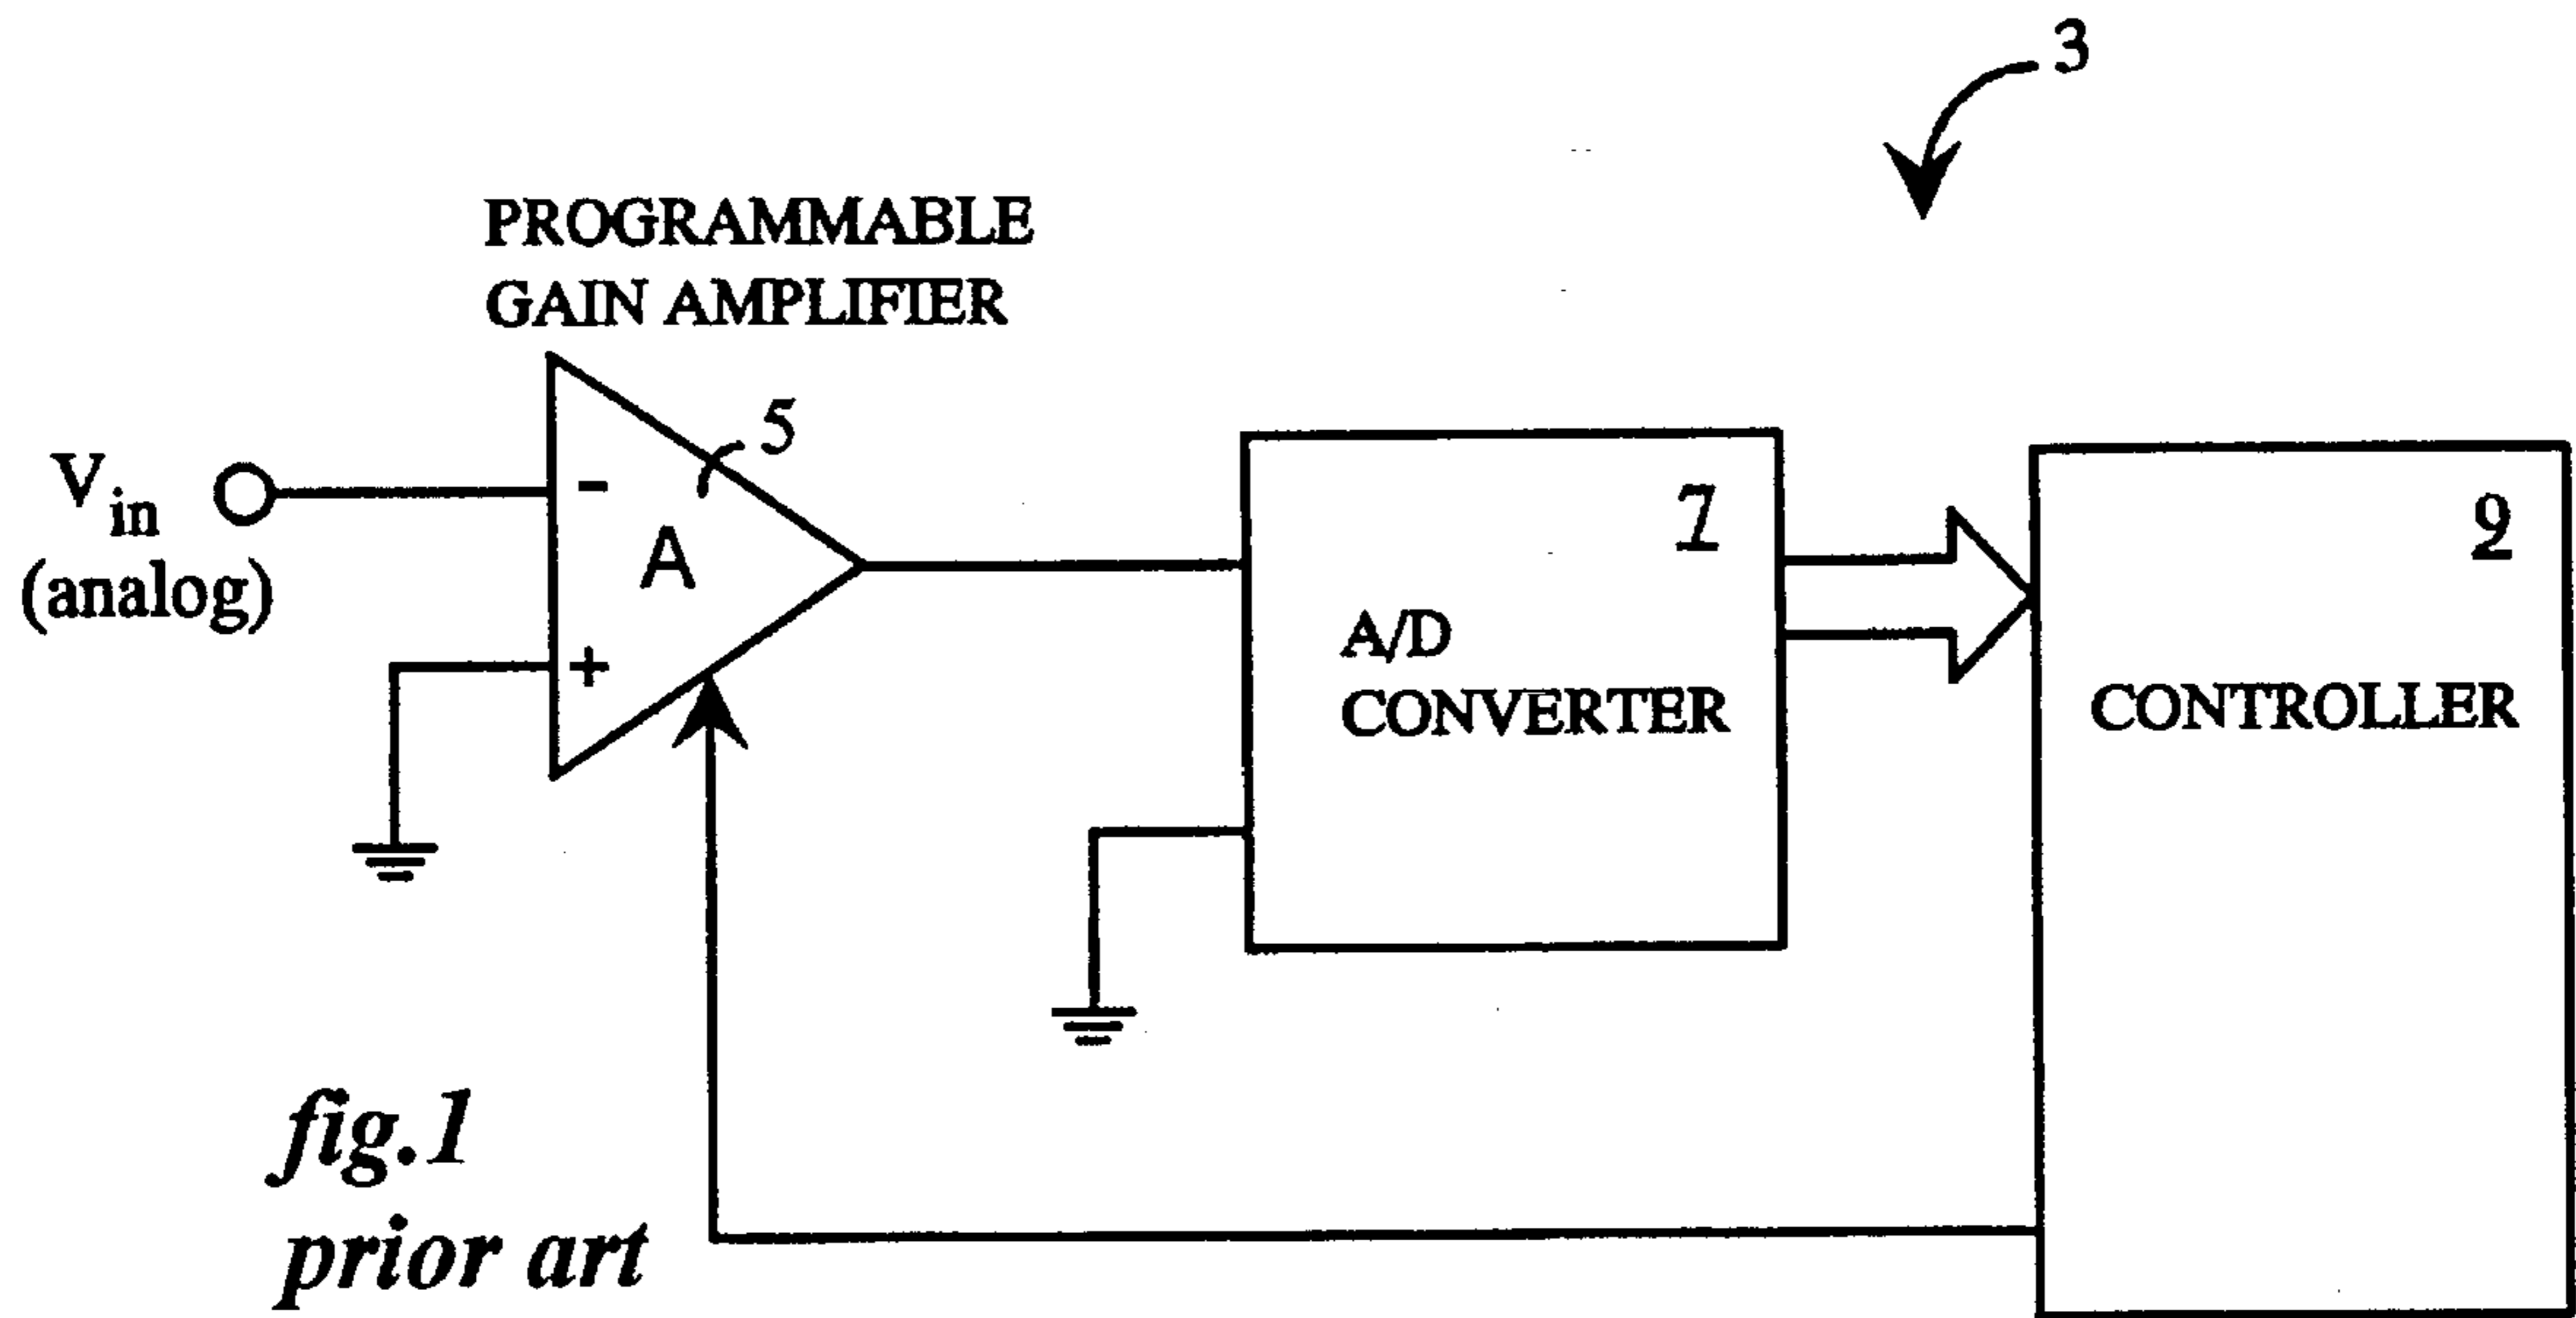 3
PROGRAMMABLE
GAIN AMPLIFIER
5
V in
(analog)
-
A
+
7
A/D
CONVERTER
9
CONTROLLER
fig.1
prior art